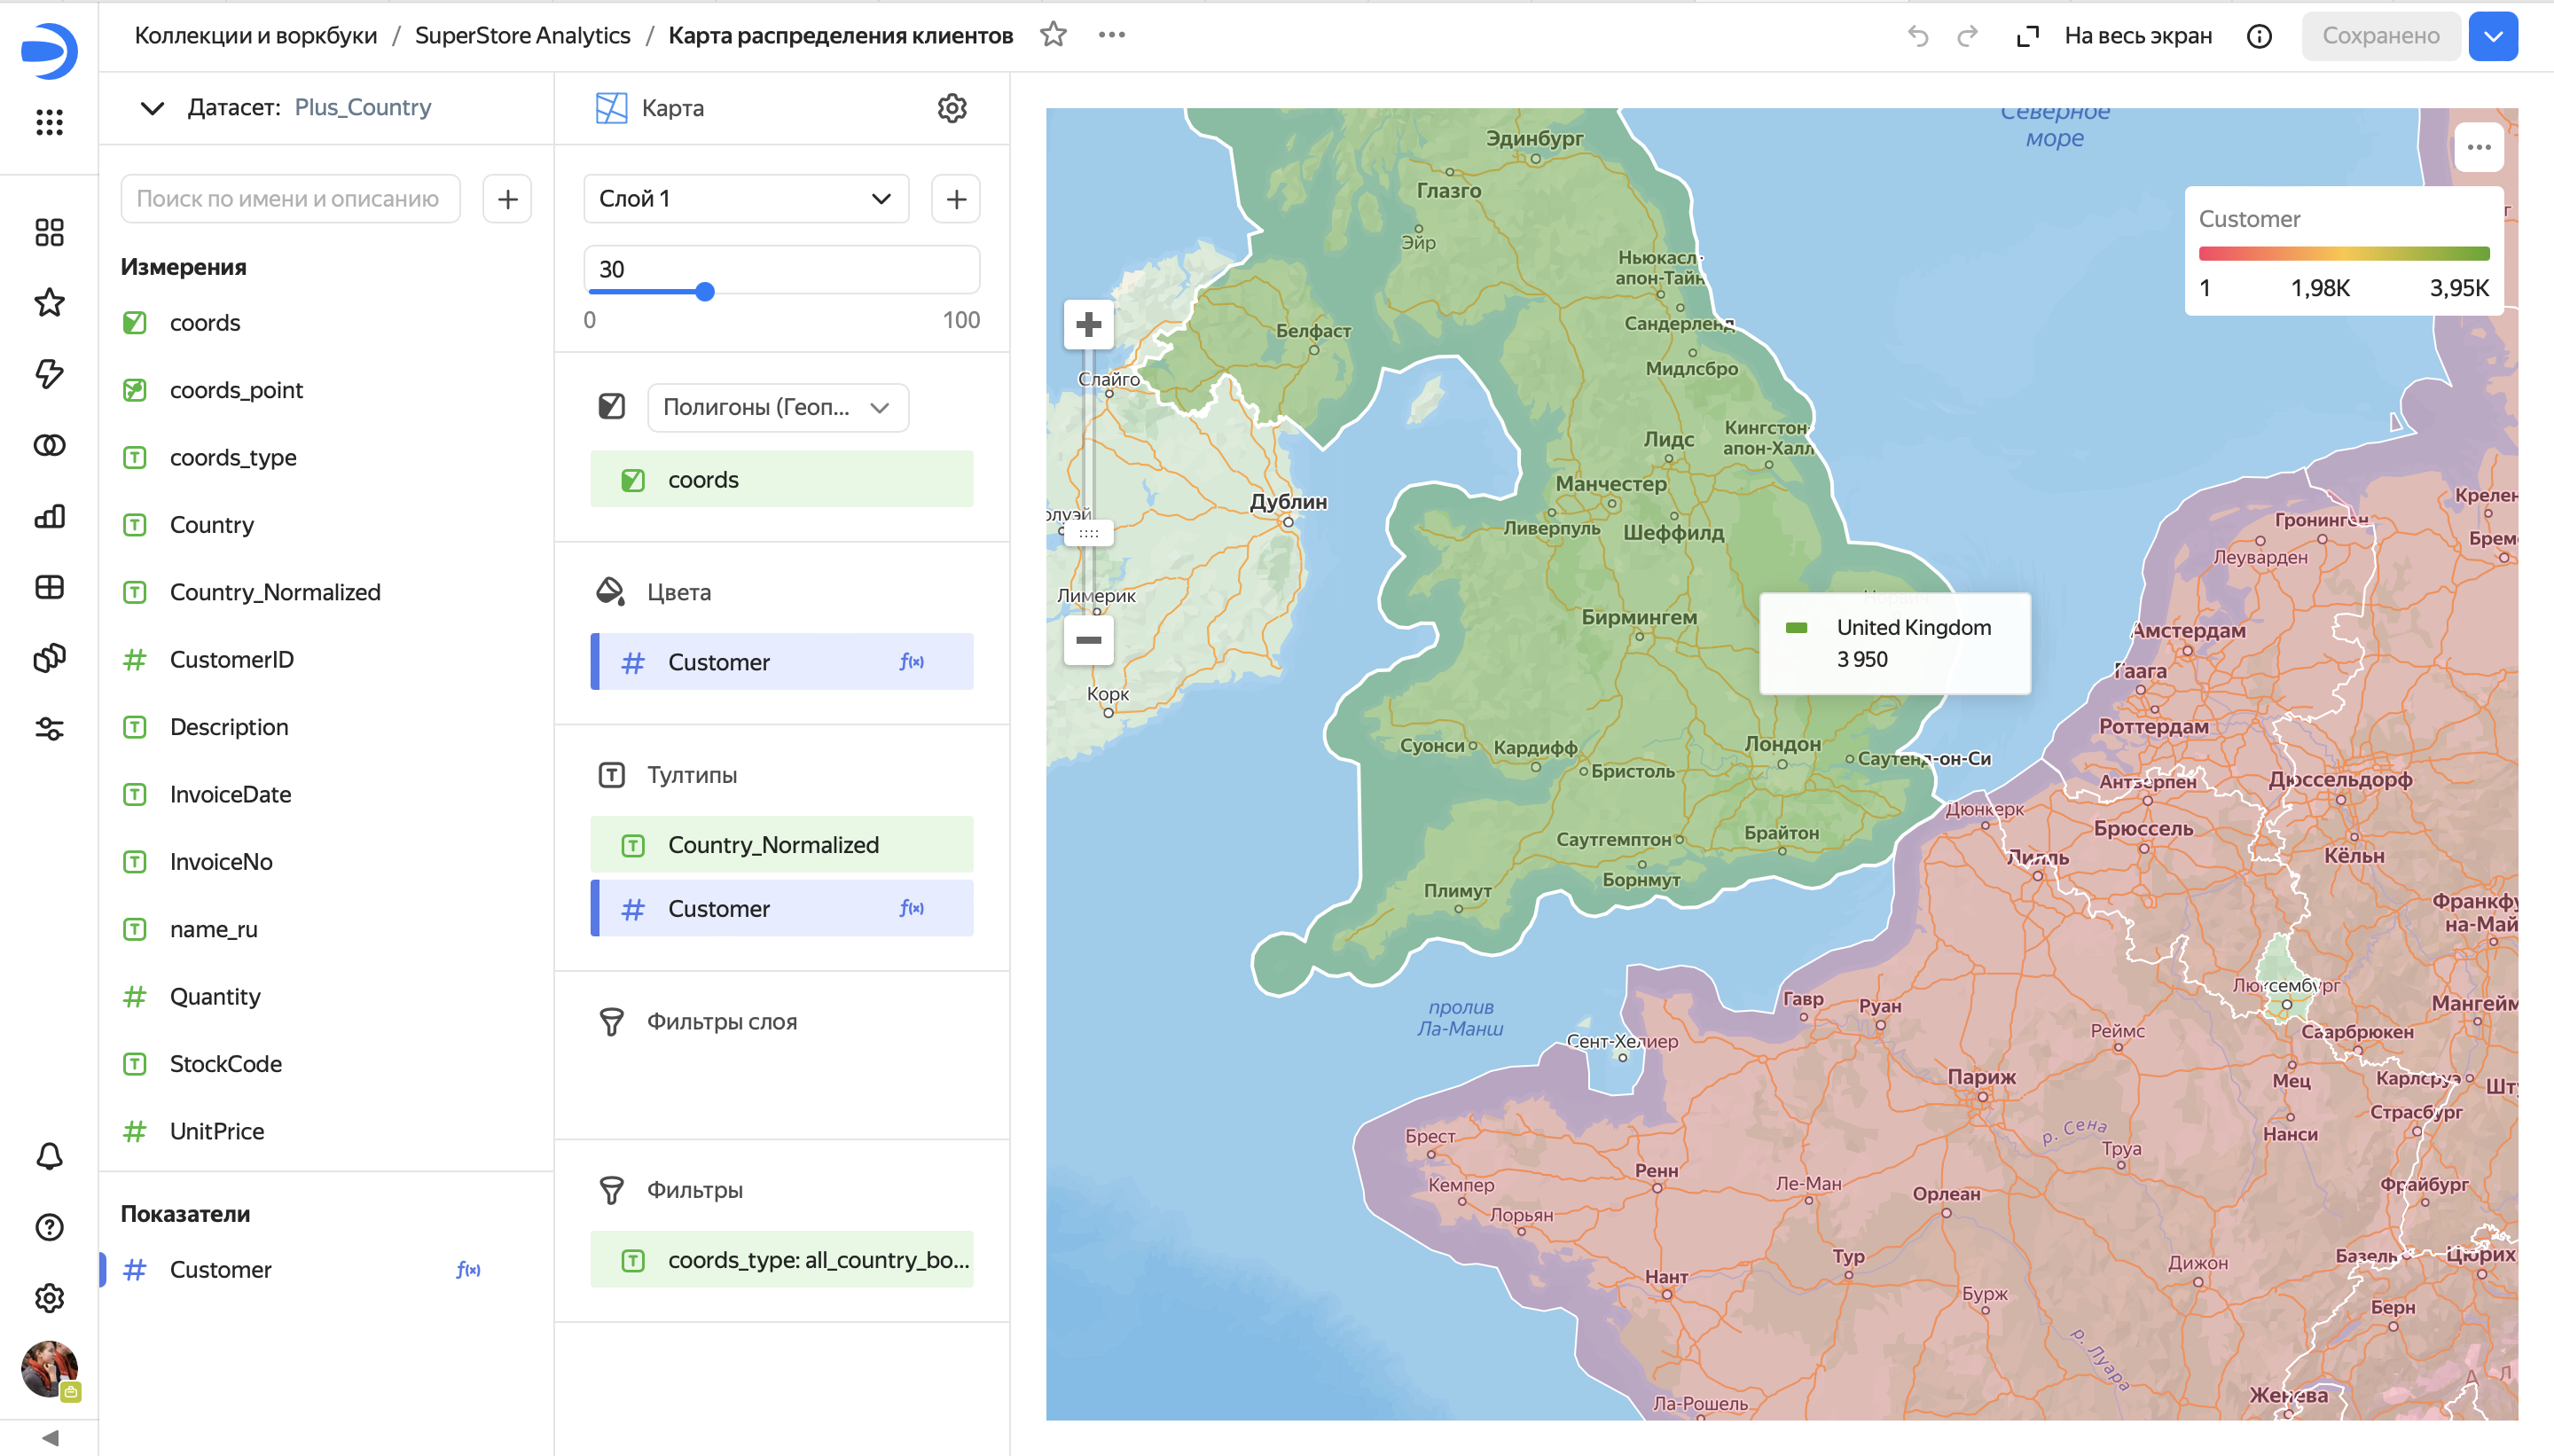 Коллекции и воркбуки / SuperStore Analytics / Карта распределения клиентов
На весь экран
Сохранено
Датасет: Plus_Country
Поиск по имени и описанию
Измерения
coords
coords_point
coords_type
Country
Country_Normalized
CustomerID
Description
InvoiceDate
InvoiceNo
name_ru
Quantity
StockCode
UnitPrice
Показатели
Customer
Карта
Слой 1
30
0
100
Полигоны (Геоп...
coords
Цвета
Customer
Тултипы
Country_Normalized
Customer
Фильтры слоя
Фильтры
coords_type: all_country_bo...
Северное
море
Customer
1
1,98K
3,95K
Эдинбург
Глазго
Эйр
Ньюкасл-
апон-Тайн
Сандерленд
Белфаст
Мидлсбро
Слайго
Кингстон-
апон-Халл
Лидс
Манчестер
Дублин
Ливерпуль
Шеффилд
Лимерик
Бирмингем
United Kingdom
3 950
Корк
Суонси
Кардифф
Лондон
Саутенд-он-Си
Бристоль
Саутгемптон
Брайтон
Борнмут
Плимут
Гронинген
Леуварден
Амстердам
Гаага
Роттердам
Антверпен
Дюссельдорф
Дюнкерк
Брюссель
Лилль
Кёльн
на-Май
Люксембург
Мангейм
Саарбрюкен
пролив
Ла-Манш
Сент-Хелиер
Гавр
Руан
Реймс
Париж
Мец
Карлсруэ
Страсбург
Нанси
р. Сена
Труа
Брест
Ренн
Кемпер
Ле-Ман
Орлеан
Фрайбург
Лорьян
Тур
Базель
Цюрих
Нант
Дижон
Бурж
Берн
р. Луара
Женева
Ла-Рошель